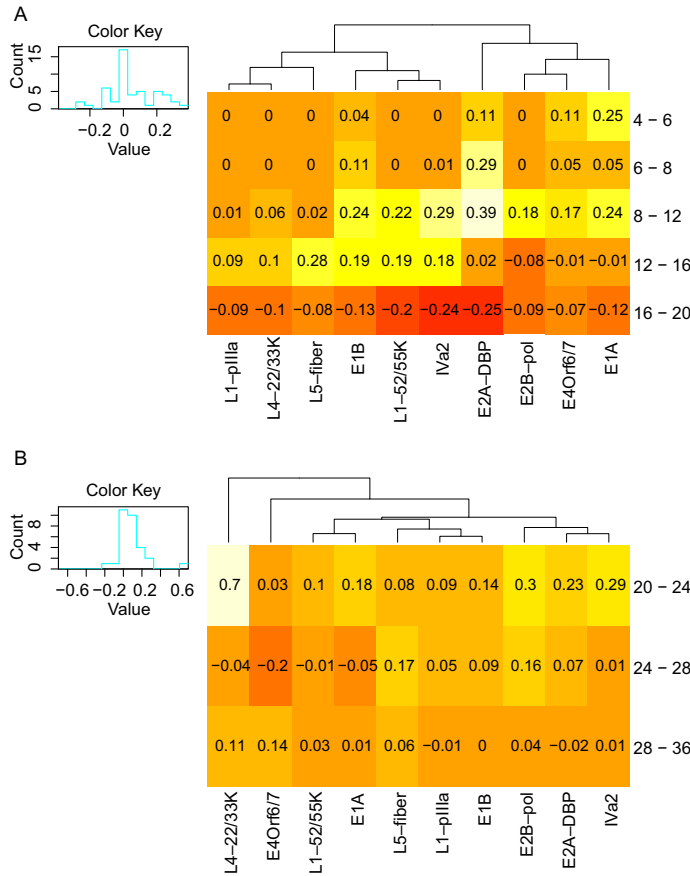 A
Color Key
Count
5 15
0
−0.2 0 0.2
Value
0 0 0 0.04 0 0 0.11 0 0.11 0.25 4 − 6
0 0 0 0.11 0 0.01 0.29 0 0.05 0.05 6 − 8
0.01 0.06 0.02 0.24 0.22 0.29 0.39 0.18 0.17 0.24 8 − 12
0.09 0.1 0.28 0.19 0.19 0.18 0.02 −0.08 −0.01 −0.01 12 − 16
−0.09 −0.1 −0.08 −0.13 −0.2 −0.24 −0.25 −0.09 −0.07 −0.12 16 − 20
L1−pIIIa
L4−22/33K
L5−fiber
E1B
L1−52/55K
IVa2
E2A−DBP
E2B−pol
E4Orf6/7
E1A
B
Color Key
Count
0 4 8
−0.6 −0.2 0.2 0.6
Value
0.7 0.03 0.1 0.18 0.08 0.09 0.14 0.3 0.23 0.29 20 − 24
−0.04 −0.2 −0.01 −0.05 0.17 0.05 0.09 0.16 0.07 0.01 24 − 28
0.11 0.14 0.03 0.01 0.06 −0.01 0 0.04 −0.02 0.01 28 − 36
L4−22/33K
E4Orf6/7
L1−52/55K
E1A
L5−fiber
L1−pIIIa
E1B
E2B−pol
E2A−DBP
IVa2